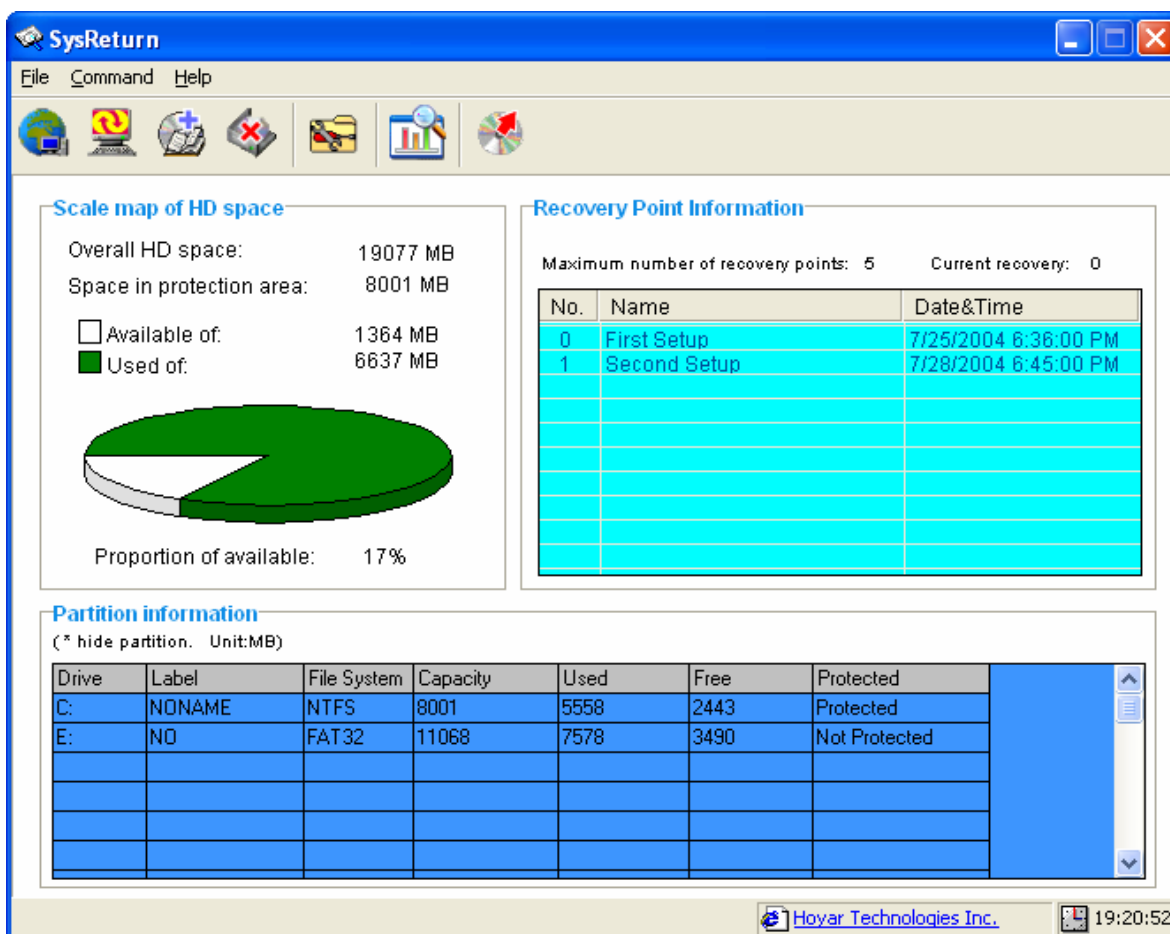 SysReturn
File Command Help
Scale map of HD space
Overall HD space: 19077 MB
Space in protection area: 8001 MB
Available of: 1364 MB
Used of: 6637 MB
Proportion of available: 17%
Recovery Point Information
Maximum number of recovery points: 5 Current recovery: 0
No. Name Date&Time
0 First Setup 7/25/2004 6:36:00 PM
1 Second Setup 7/28/2004 6:45:00 PM
Partition information
(* hide partition. Unit:MB)
Drive Label File System Capacity Used Free Protected
C: NONAME NTFS 8001 5558 2443 Protected
E: NO FAT32 11068 7578 3490 Not Protected
Hoyar Technologies Inc. 19:20:52